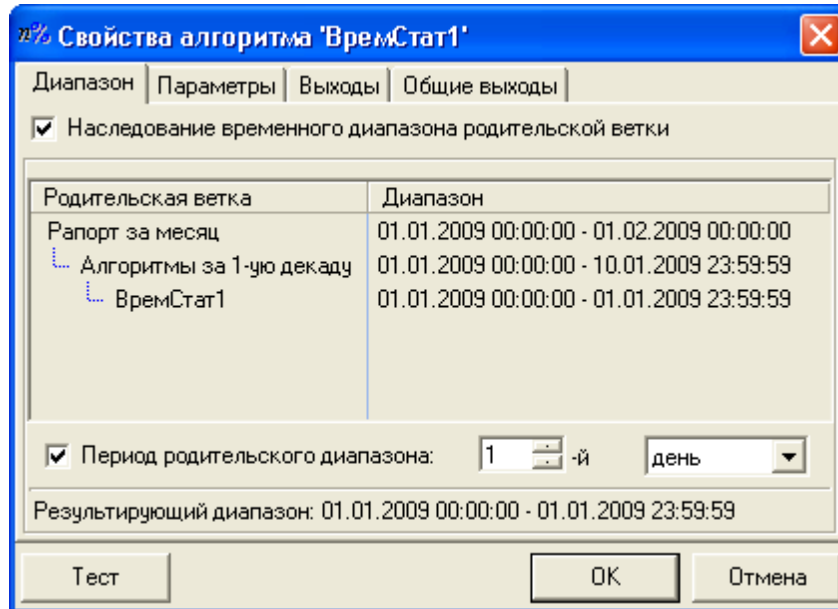 n% Свойства алгоритма 'ВремСтат1'
Диапазон Параметры Выходы Общие выходы
Наследование временного диапазона родительской ветки
Родительская ветка Диапазон
Рапорт за месяц 01.01.2009 00:00:00 - 01.02.2009 00:00:00
Алгоритмы за 1-ую декаду 01.01.2009 00:00:00 - 10.01.2009 23:59:59
ВремСтат1 01.01.2009 00:00:00 - 01.01.2009 23:59:59
Период родительского диапазона: 1 -й день
Результирующий диапазон: 01.01.2009 00:00:00 - 01.01.2009 23:59:59
Тест OK Отмена